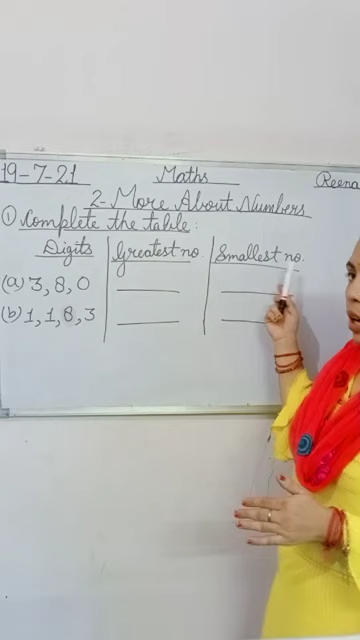 19-7-21 Maths Reena
2-More About Numbers
① Complete the table:
Digits Greatest no. Smallest no.
(a) 3, 8, 0
(b) 1, 1, 8, 3